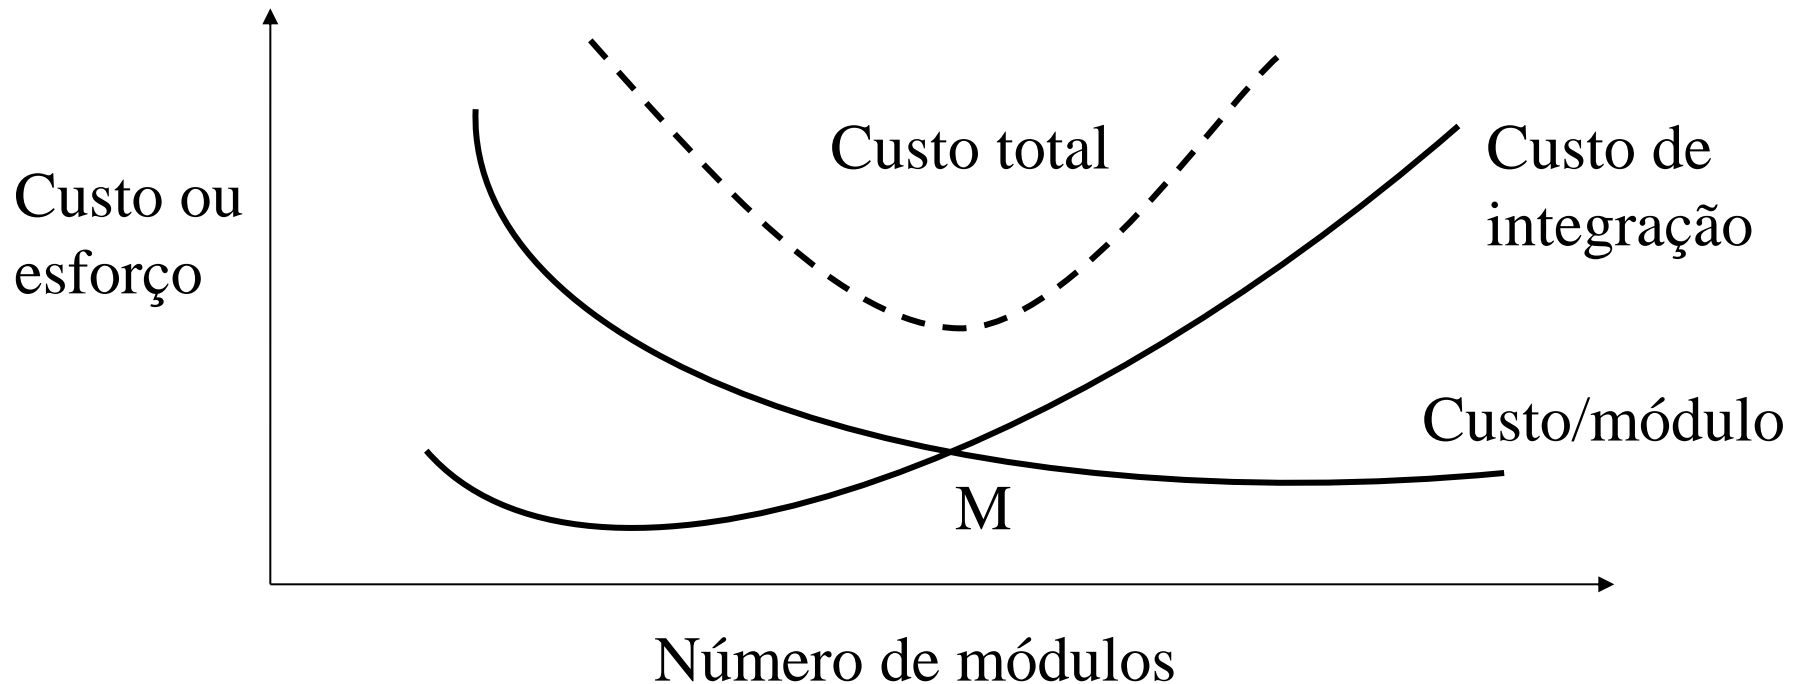 Custo total
Custo de
integração
Custo ou
esforço
Custo/módulo
M
Número de módulos